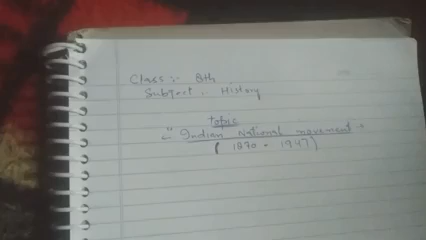 Class :- 8th
Subject :- History
topic
:" Indian National movement "
( 1870 - 1947)